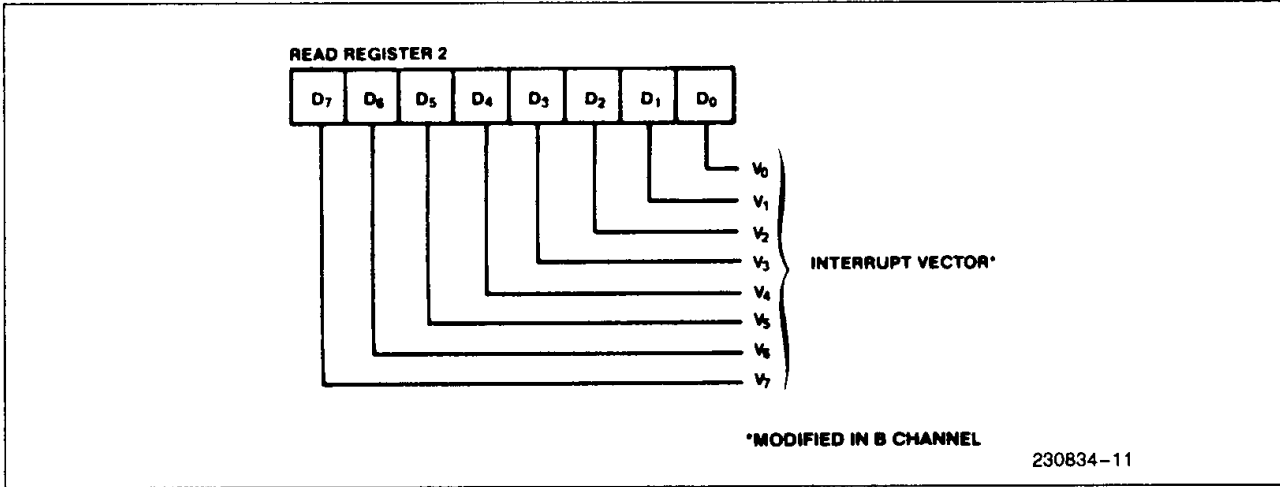 READ REGISTER 2
D7 D6 D5 D4 D3 D2 D1 D0
V0
V1
V2
V3
INTERRUPT VECTOR*
V4
V5
V6
V7
*MODIFIED IN B CHANNEL
230834-11